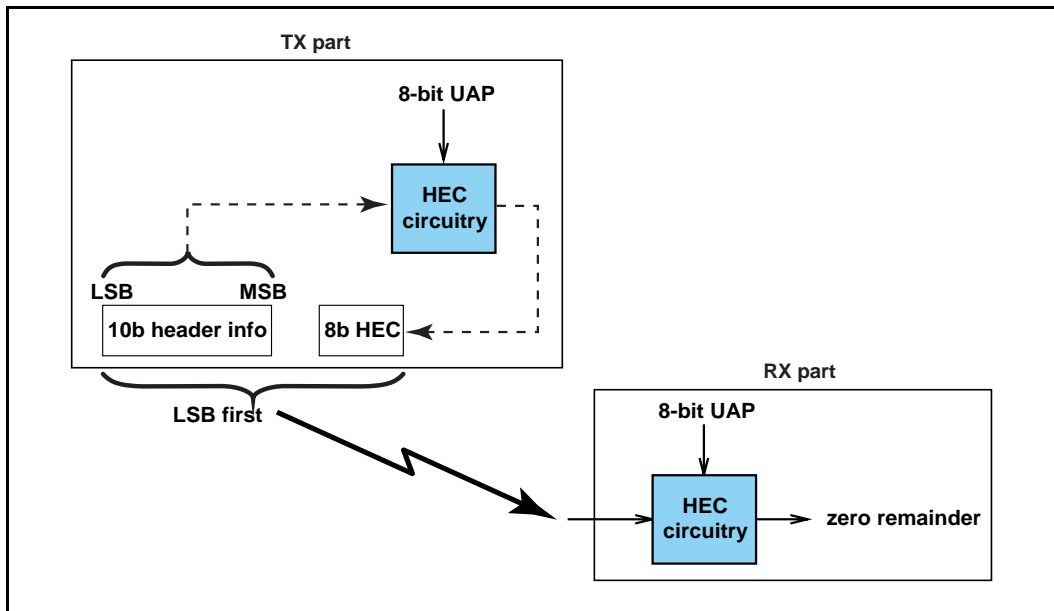 TX part
8-bit UAP
HEC
circuitry
LSB
MSB
10b header info
8b HEC
LSB first
RX part
8-bit UAP
HEC
circuitry
zero remainder